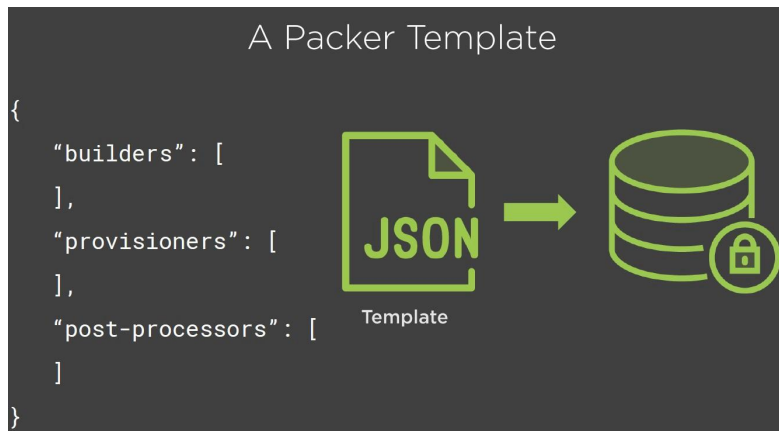 A Packer Template
{
“builders”: [
],
“provisioners”: [
],
“post-processors”: [
]
}
JSON
Template